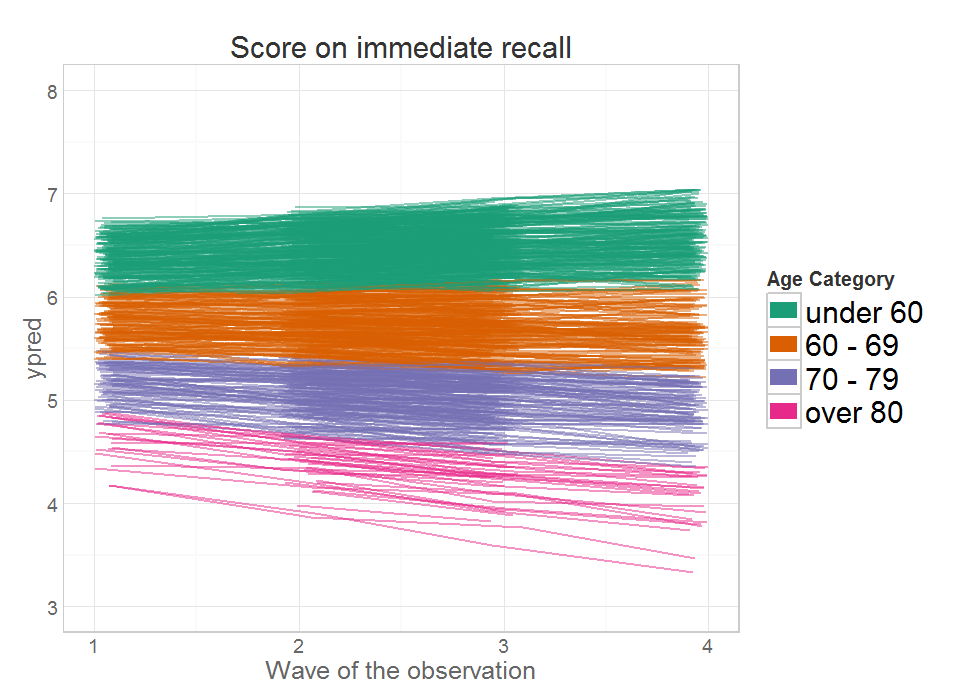 Score on immediate recall
8
7
6
5
4
3
ypred
1 2 3 4
Wave of the observation
Age Category
under 60
60 - 69
70 - 79
over 80